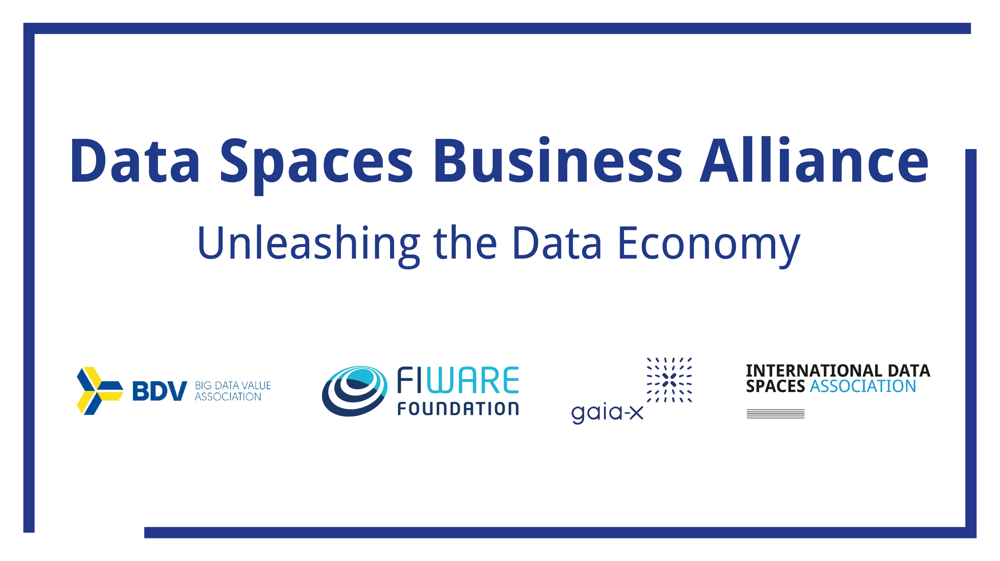 Data Spaces Business Alliance
Unleashing the Data Economy
BDV
BIG DATA VALUE
ASSOCIATION
FIWARE
FOUNDATION
gaia-x
INTERNATIONAL DATA
SPACES ASSOCIATION